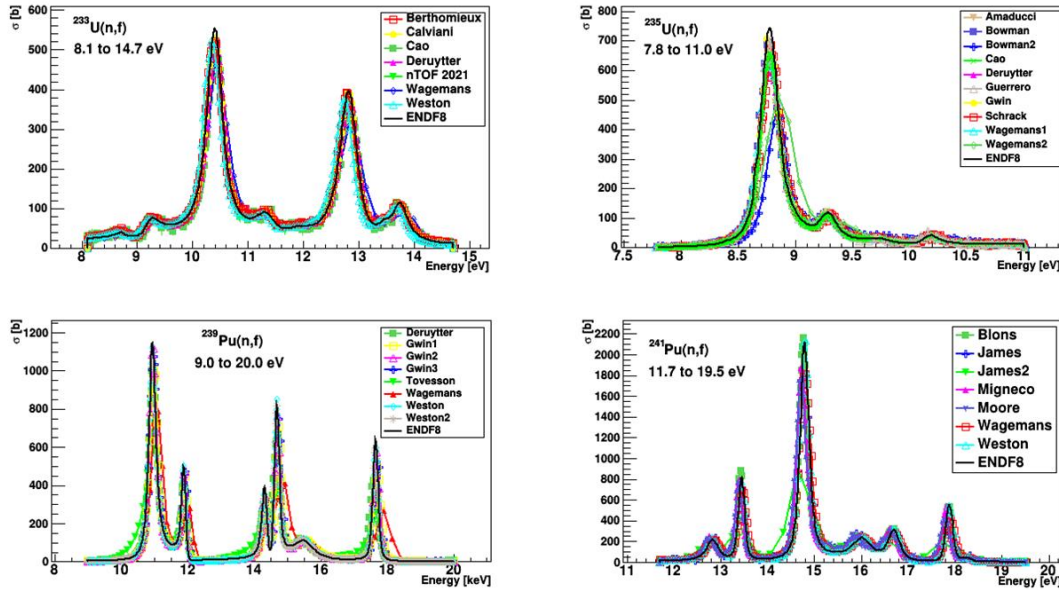 σ [b]
²³³U(n,f)
8.1 to 14.7 eV
Berthomieux
Calviani
Cao
Deruytter
nTOF 2021
Wagemans
Weston
ENDF8
600
500
400
300
200
100
0
7 8 9 10 11 12 13 14 15
Energy [eV]
σ [b]
²³⁵U(n,f)
7.8 to 11.0 eV
Amaducci
Bowman
Bowman2
Cao
Deruytter
Guerrero
Gwin
Schrack
Wagemans1
Wagemans2
ENDF8
800
700
600
500
400
300
200
100
0
7.5 8 8.5 9 9.5 10 10.5 11
Energy [eV]
σ [b]
²³⁹Pu(n,f)
9.0 to 20.0 eV
Deruytter
Gwin1
Gwin2
Gwin3
Tovesson
Wagemans
Weston
Weston2
ENDF8
1200
1000
800
600
400
200
0
8 10 12 14 16 18 20
Energy [keV]
σ [b]
²⁴¹Pu(n,f)
11.7 to 19.5 eV
Blons
James
James2
Migneco
Moore
Wagemans
Weston
ENDF8
2200
2000
1800
1600
1400
1200
1000
800
600
400
200
0
11 12 13 14 15 16 17 18 19 20
Energy [eV]